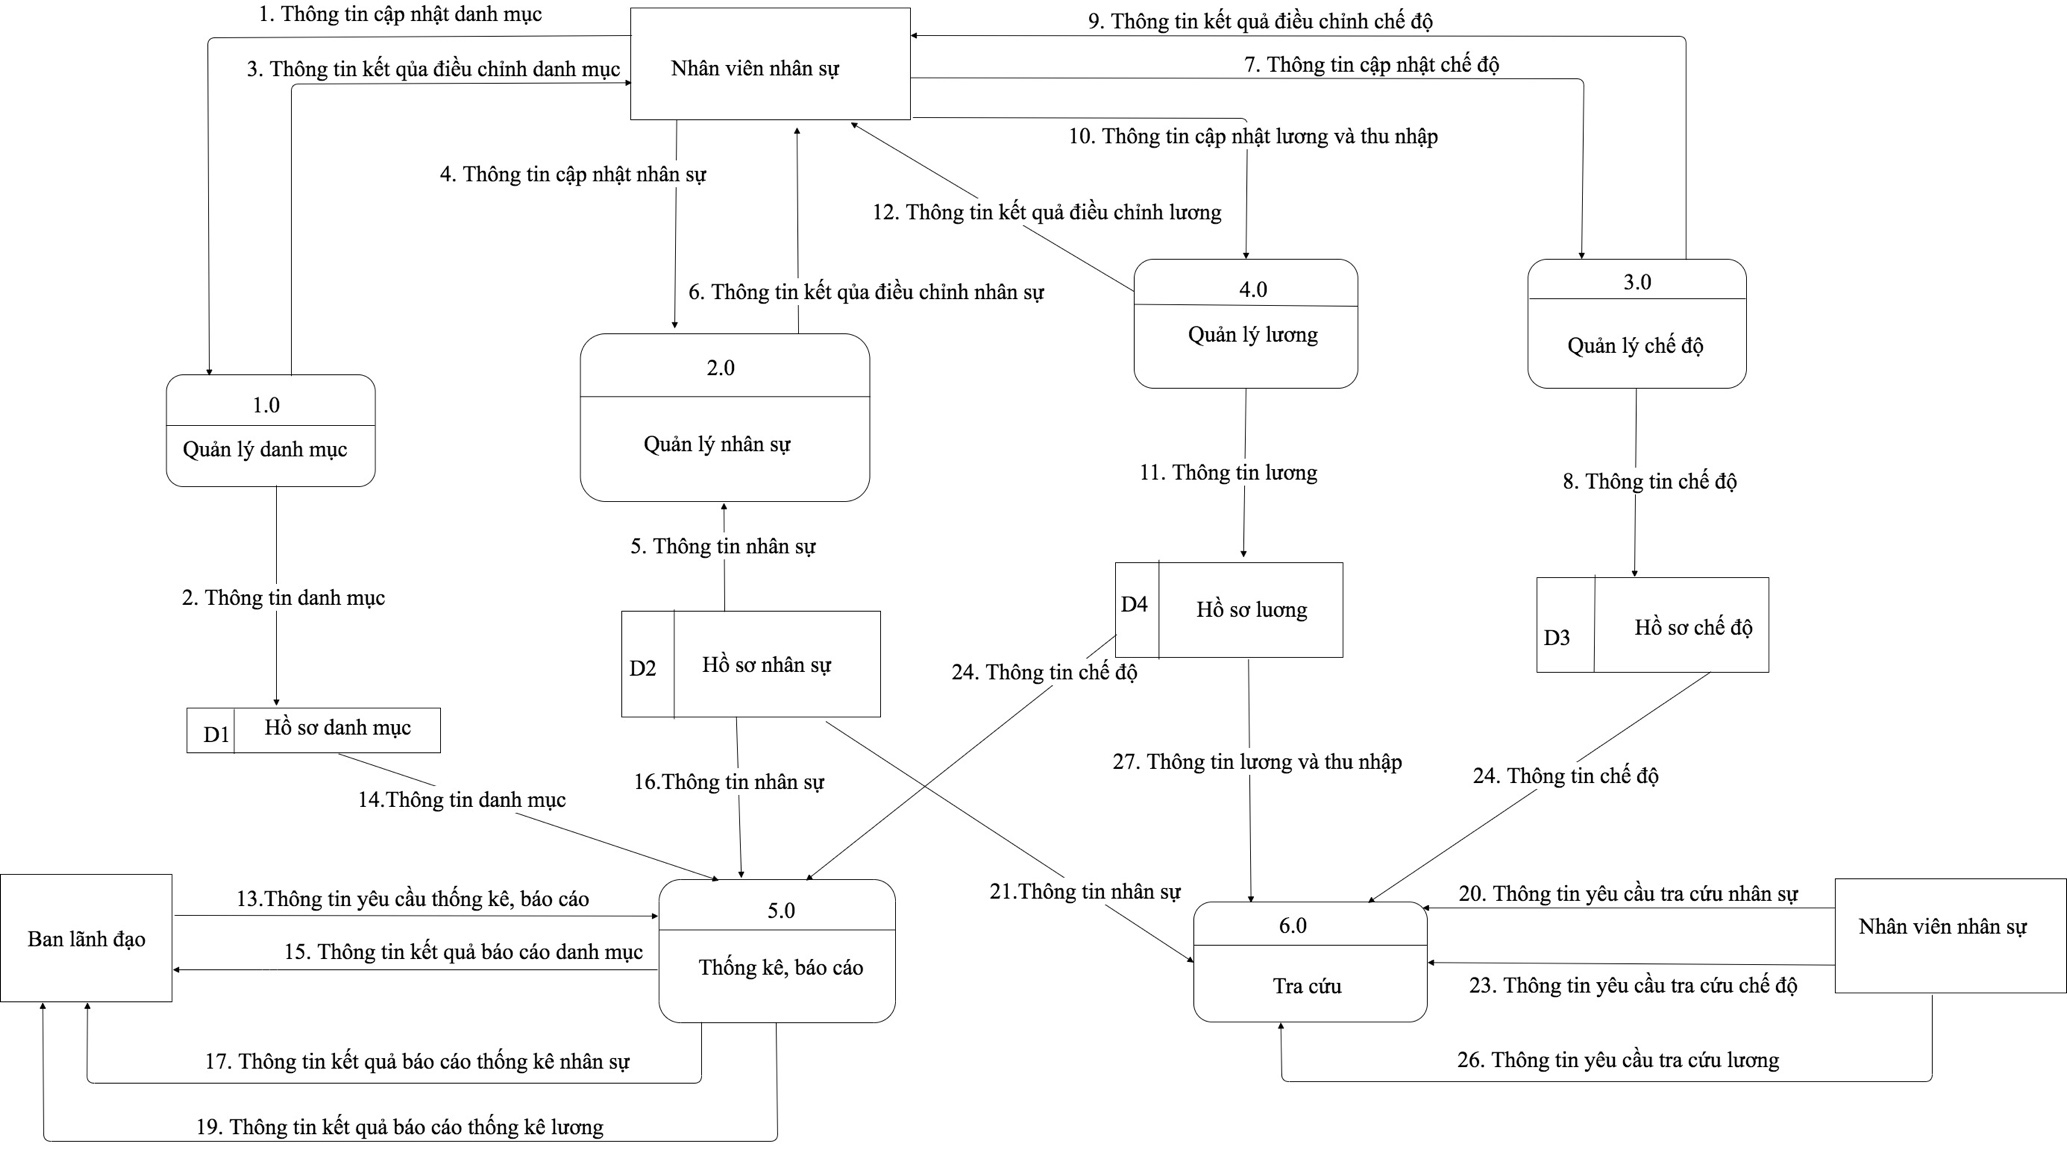 1. Thông tin cập nhật danh mục
9. Thông tin kết quả điều chỉnh chế độ
3. Thông tin kết qủa điều chỉnh danh mục
Nhân viên nhân sự
7. Thông tin cập nhật chế độ
10. Thông tin cập nhật lương và thu nhập
4. Thông tin cập nhật nhân sự
12. Thông tin kết quả điều chỉnh lương
6. Thông tin kết qủa điều chỉnh nhân sự
4.0
Quản lý lương
3.0
Quản lý chế độ
2.0
Quản lý nhân sự
1.0
Quản lý danh mục
11. Thông tin lương
8. Thông tin chế độ
5. Thông tin nhân sự
2. Thông tin danh mục
D4
Hồ sơ luơng
D3
Hồ sơ chế độ
D2
Hồ sơ nhân sự
24. Thông tin chế độ
D1
Hồ sơ danh mục
27. Thông tin lương và thu nhập
24. Thông tin chế độ
16.Thông tin nhân sự
14.Thông tin danh mục
21.Thông tin nhân sự
13.Thông tin yêu cầu thống kê, báo cáo
20. Thông tin yêu cầu tra cứu nhân sự
Ban lãnh đạo
5.0
Thống kê, báo cáo
6.0
Tra cứu
Nhân viên nhân sự
15. Thông tin kết quả báo cáo danh mục
23. Thông tin yêu cầu tra cứu chế độ
17. Thông tin kết quả báo cáo thống kê nhân sự
26. Thông tin yêu cầu tra cứu lương
19. Thông tin kết quả báo cáo thống kê lương